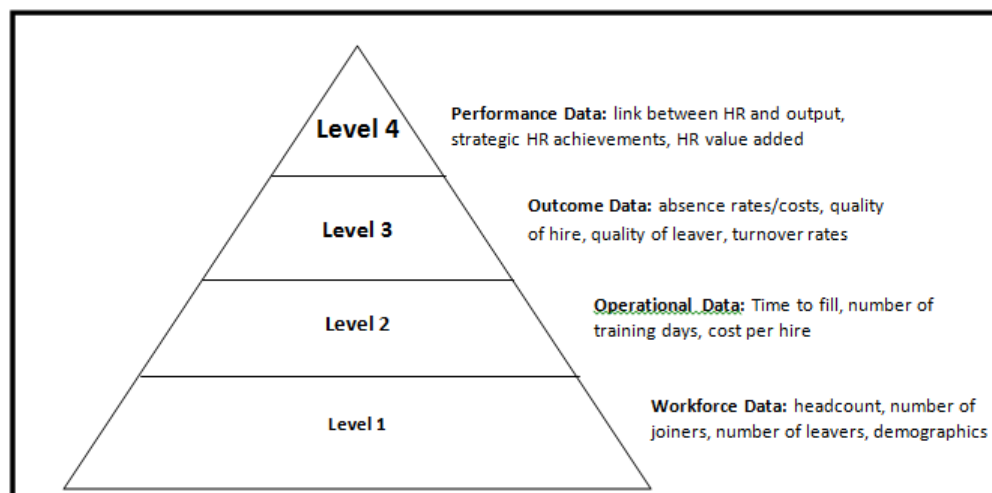 Level 4
Performance Data: link between HR and output,
strategic HR achievements, HR value added
Level 3
Outcome Data: absence rates/costs, quality
of hire, quality of leaver, turnover rates
Level 2
Operational Data: Time to fill, number of
training days, cost per hire
Level 1
Workforce Data: headcount, number of
joiners, number of leavers, demographics